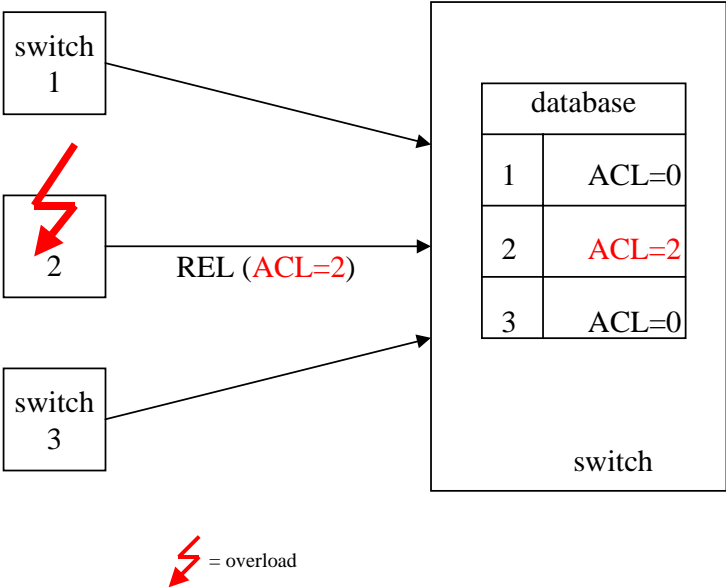 switch
1
database
1 ACL=0
2 ACL=2
3 ACL=0
2
REL (ACL=2)
switch
3
switch
= overload